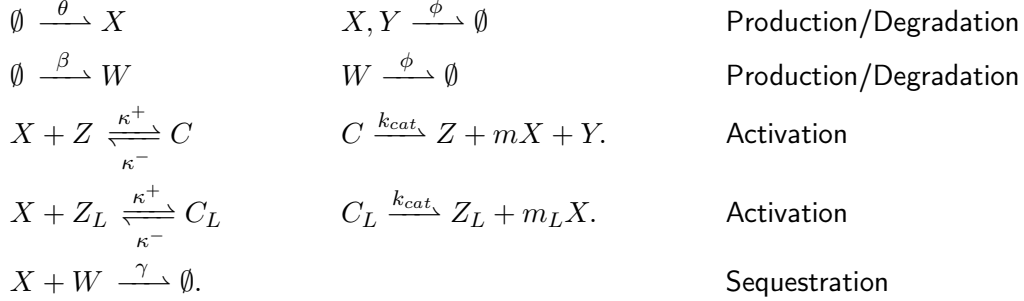 ∅ —θ⇀ X    X, Y —ϕ⇀ ∅    Production/Degradation
∅ —β⇀ W    W —ϕ⇀ ∅    Production/Degradation
X + Z ⇌ C (κ⁺, κ⁻)    C —k_cat⇀ Z + mX + Y.    Activation
X + Z_L ⇌ C_L (κ⁺, κ⁻)    C_L —k_cat⇀ Z_L + m_L X.    Activation
X + W —γ⇀ ∅.    Sequestration